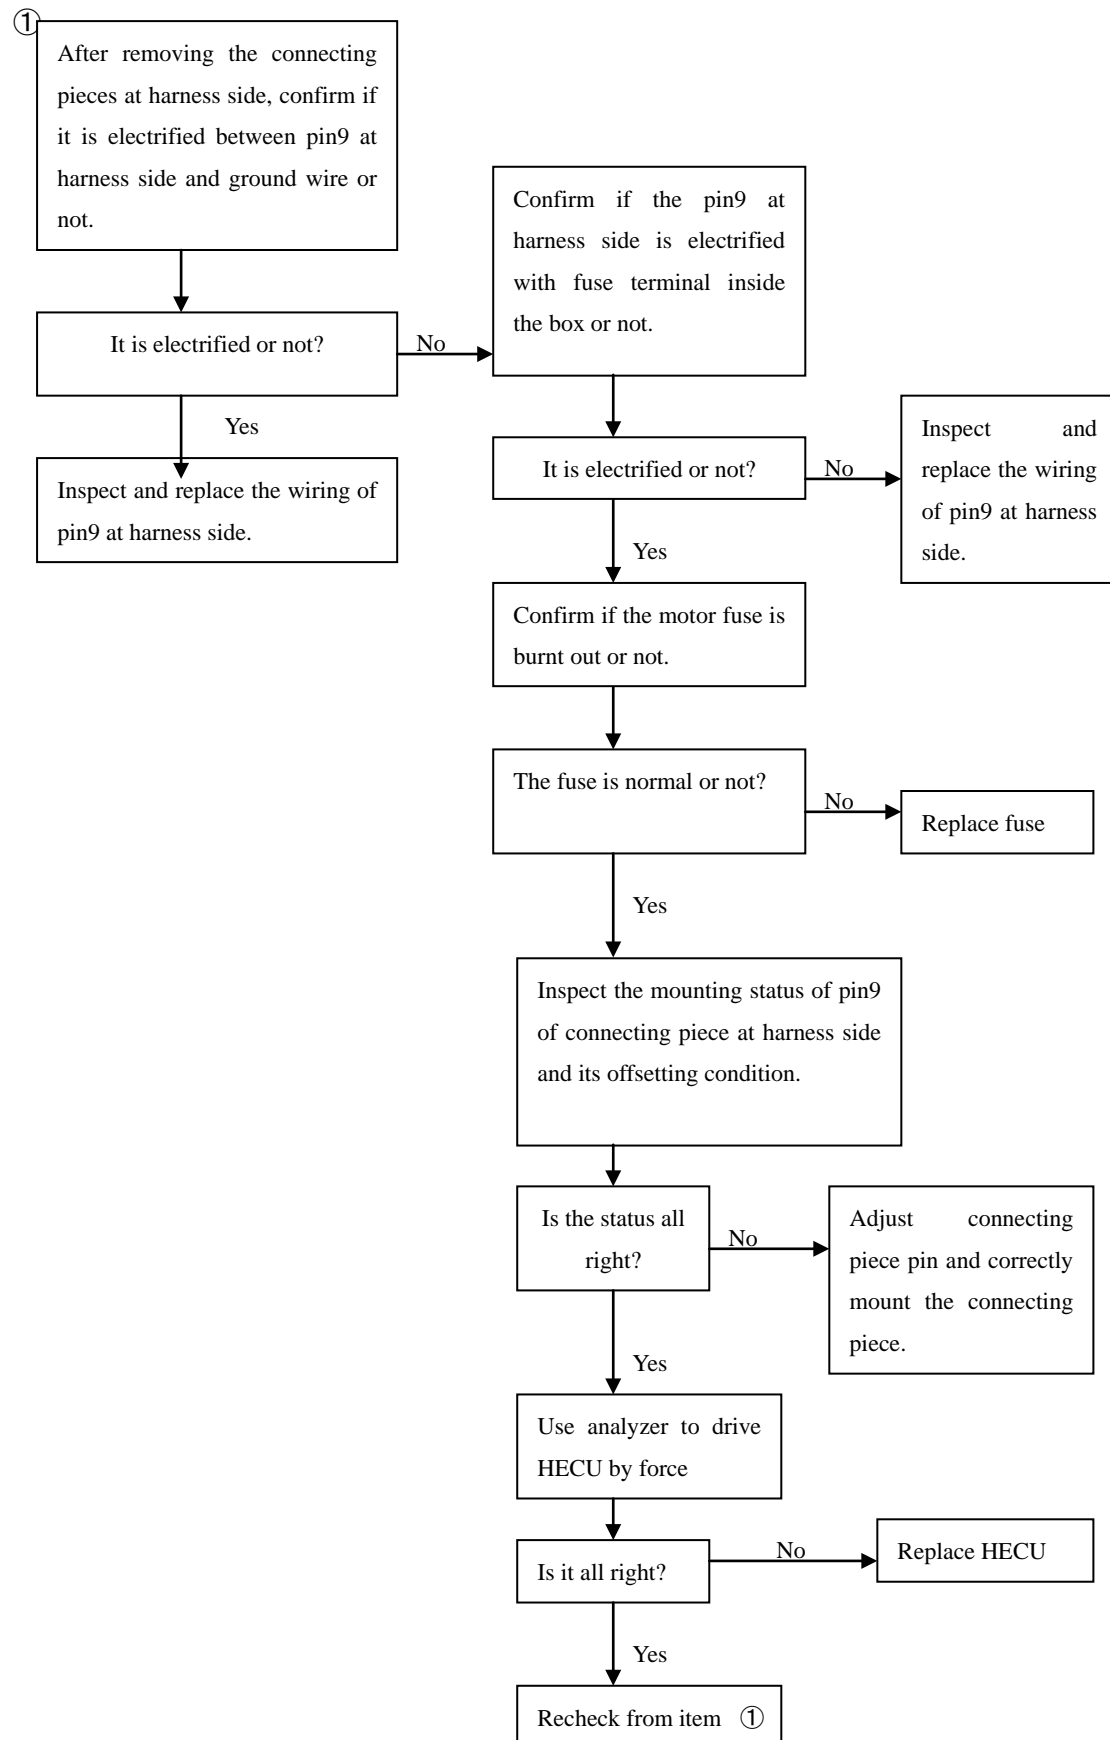 ①
After removing the connecting
pieces at harness side, confirm if
it is electrified between pin9 at
harness side and ground wire or
not.
Confirm if the pin9 at
harness side is electrified
with fuse terminal inside
the box or not.
It is electrified or not?
No
Yes
Inspect and replace the wiring of
pin9 at harness side.
It is electrified or not?
No
Inspect and
replace the wiring
of pin9 at harness
side.
Yes
Confirm if the motor fuse is
burnt out or not.
The fuse is normal or not?
No
Replace fuse
Yes
Inspect the mounting status of pin9
of connecting piece at harness side
and its offsetting condition.
Is the status all
right?
No
Adjust connecting
piece pin and correctly
mount the connecting
piece.
Yes
Use analyzer to drive
HECU by force
Is it all right?
No
Replace HECU
Yes
Recheck from item ①